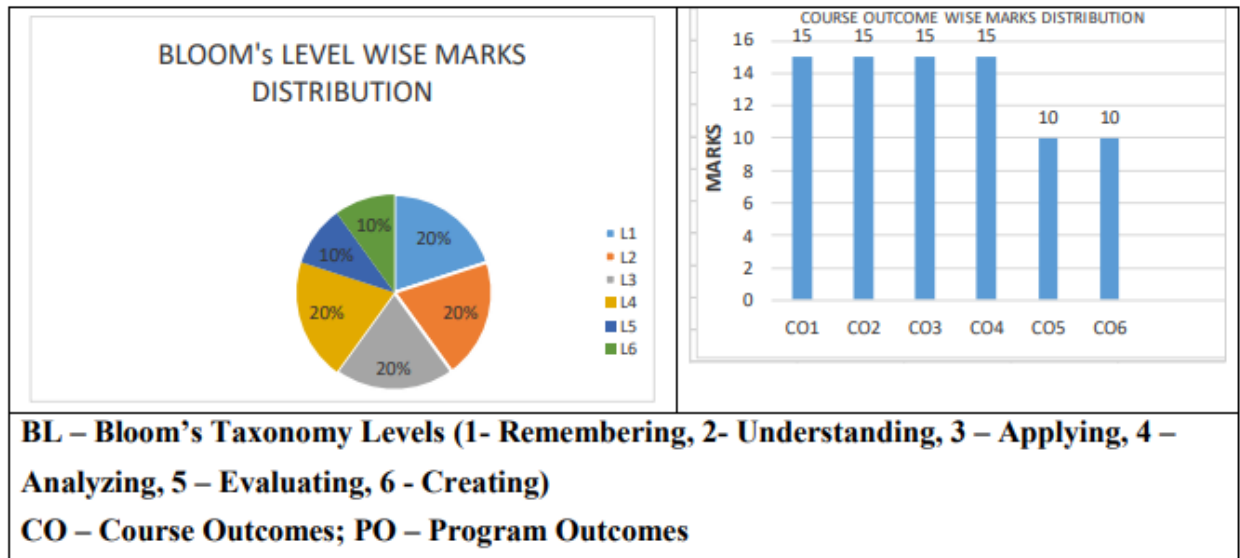 BLOOM's LEVEL WISE MARKS
DISTRIBUTION
20%
20%
20%
20%
10%
10%
L1
L2
L3
L4
L5
L6
COURSE OUTCOME WISE MARKS DISTRIBUTION
MARKS
16
14
12
10
8
6
4
2
0
15 15 15 15 10 10
CO1 CO2 CO3 CO4 CO5 CO6
BL – Bloom’s Taxonomy Levels (1- Remembering, 2- Understanding, 3 – Applying, 4 –
Analyzing, 5 – Evaluating, 6 - Creating)
CO – Course Outcomes; PO – Program Outcomes